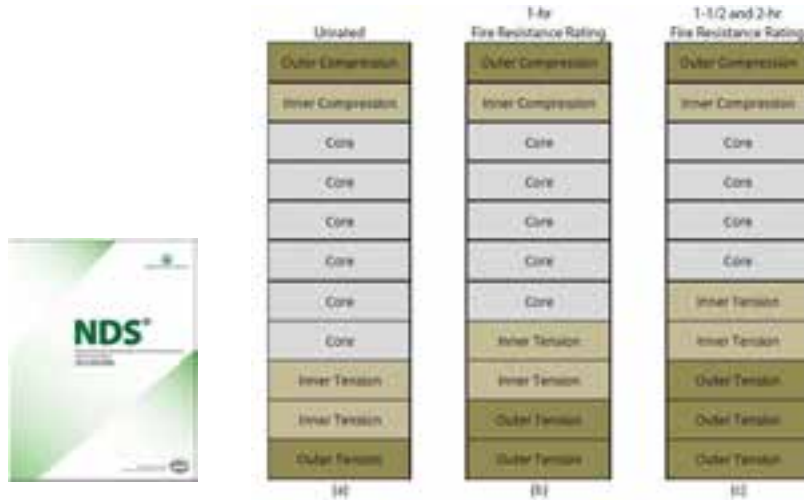 NDS®
Unrated
Outer Compression
Inner Compression
Core
Core
Core
Core
Core
Core
Inner Tension
Inner Tension
Outer Tension
(a)
1-hr
Fire Resistance Rating
Outer Compression
Inner Compression
Core
Core
Core
Core
Core
Inner Tension
Inner Tension
Outer Tension
Outer Tension
(b)
1-1/2 and 2-hr
Fire Resistance Rating
Outer Compression
Inner Compression
Core
Core
Core
Core
Inner Tension
Inner Tension
Outer Tension
Outer Tension
Outer Tension
(c)